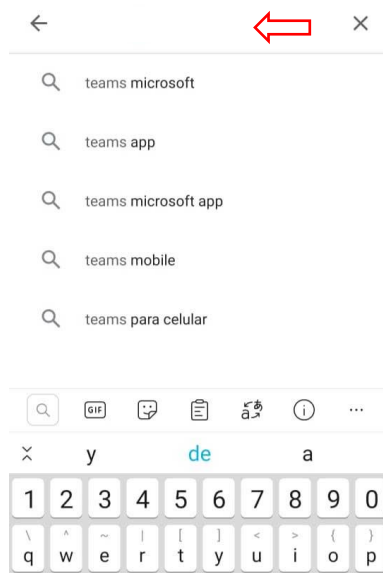 teams microsoft
teams app
teams microsoft app
teams mobile
teams para celular
GIF
y de a
1 2 3 4 5 6 7 8 9 0
\ ^ ~ | [ ] < > { }
q w e r t y u i o p